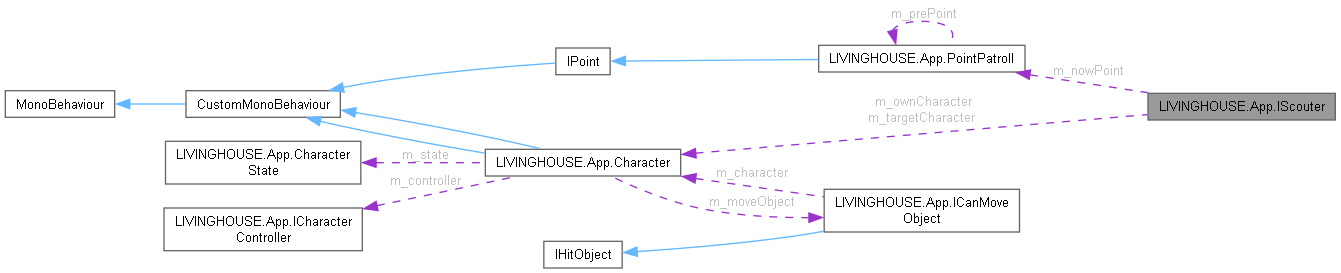 m_prePoint
IPoint
LIVINGHOUSE.App.PointPatroll
m_nowPoint
MonoBehaviour
CustomMonoBehaviour
m_ownCharacter
m_targetCharacter
LIVINGHOUSE.App.IScouter
LIVINGHOUSE.App.Character
State
m_state
LIVINGHOUSE.App.Character
m_character
m_controller
m_moveObject
LIVINGHOUSE.App.ICanMove
Object
LIVINGHOUSE.App.ICharacter
Controller
IHitObject